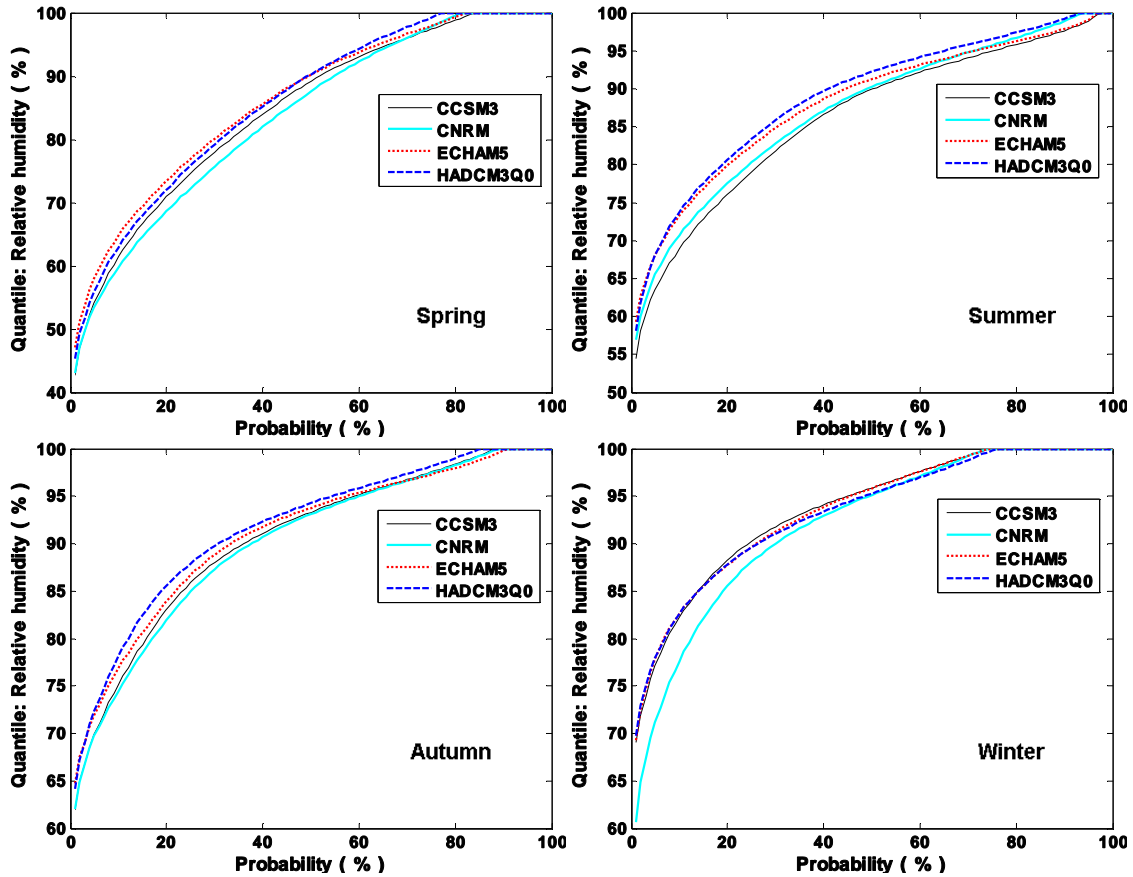 Quantile: Relative humidity ( % )
100
90
80
70
60
50
40
CCSM3
CNRM
ECHAM5
HADCM3Q0
Spring
0
20
40
60
80
100
Probability ( % )
Quantile: Relative humidity ( % )
100
95
90
85
80
75
70
65
60
55
50
CCSM3
CNRM
ECHAM5
HADCM3Q0
Summer
0
20
40
60
80
100
Probability ( % )
Quantile: Relative humidity ( % )
100
95
90
85
80
75
70
65
60
CCSM3
CNRM
ECHAM5
HADCM3Q0
Autumn
0
20
40
60
80
100
Probability ( % )
Quantile: Relative humidity ( % )
100
95
90
85
80
75
70
65
60
CCSM3
CNRM
ECHAM5
HADCM3Q0
Winter
0
20
40
60
80
100
Probability ( % )